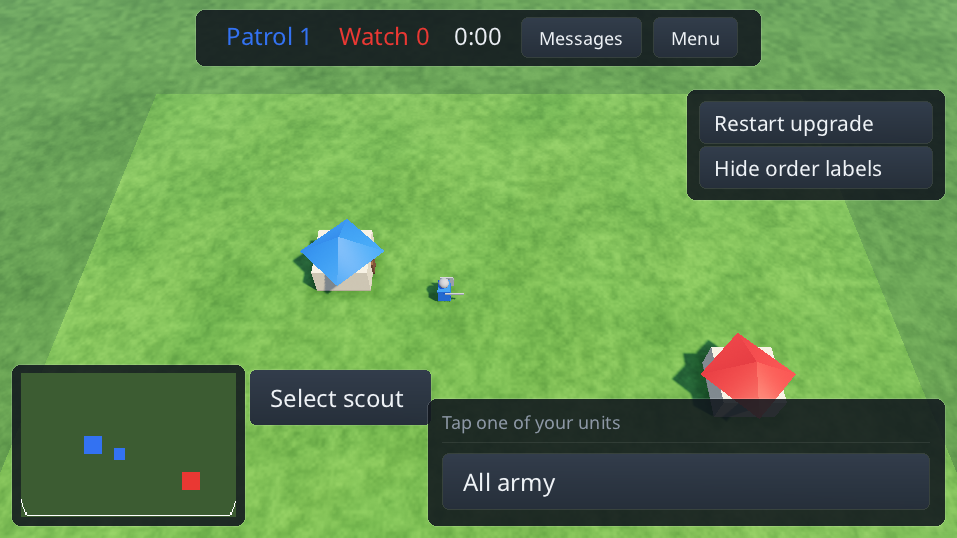 Patrol 1 Watch 0 0:00 Messages Menu
Restart upgrade
Hide order labels
Select scout
Tap one of your units
All army